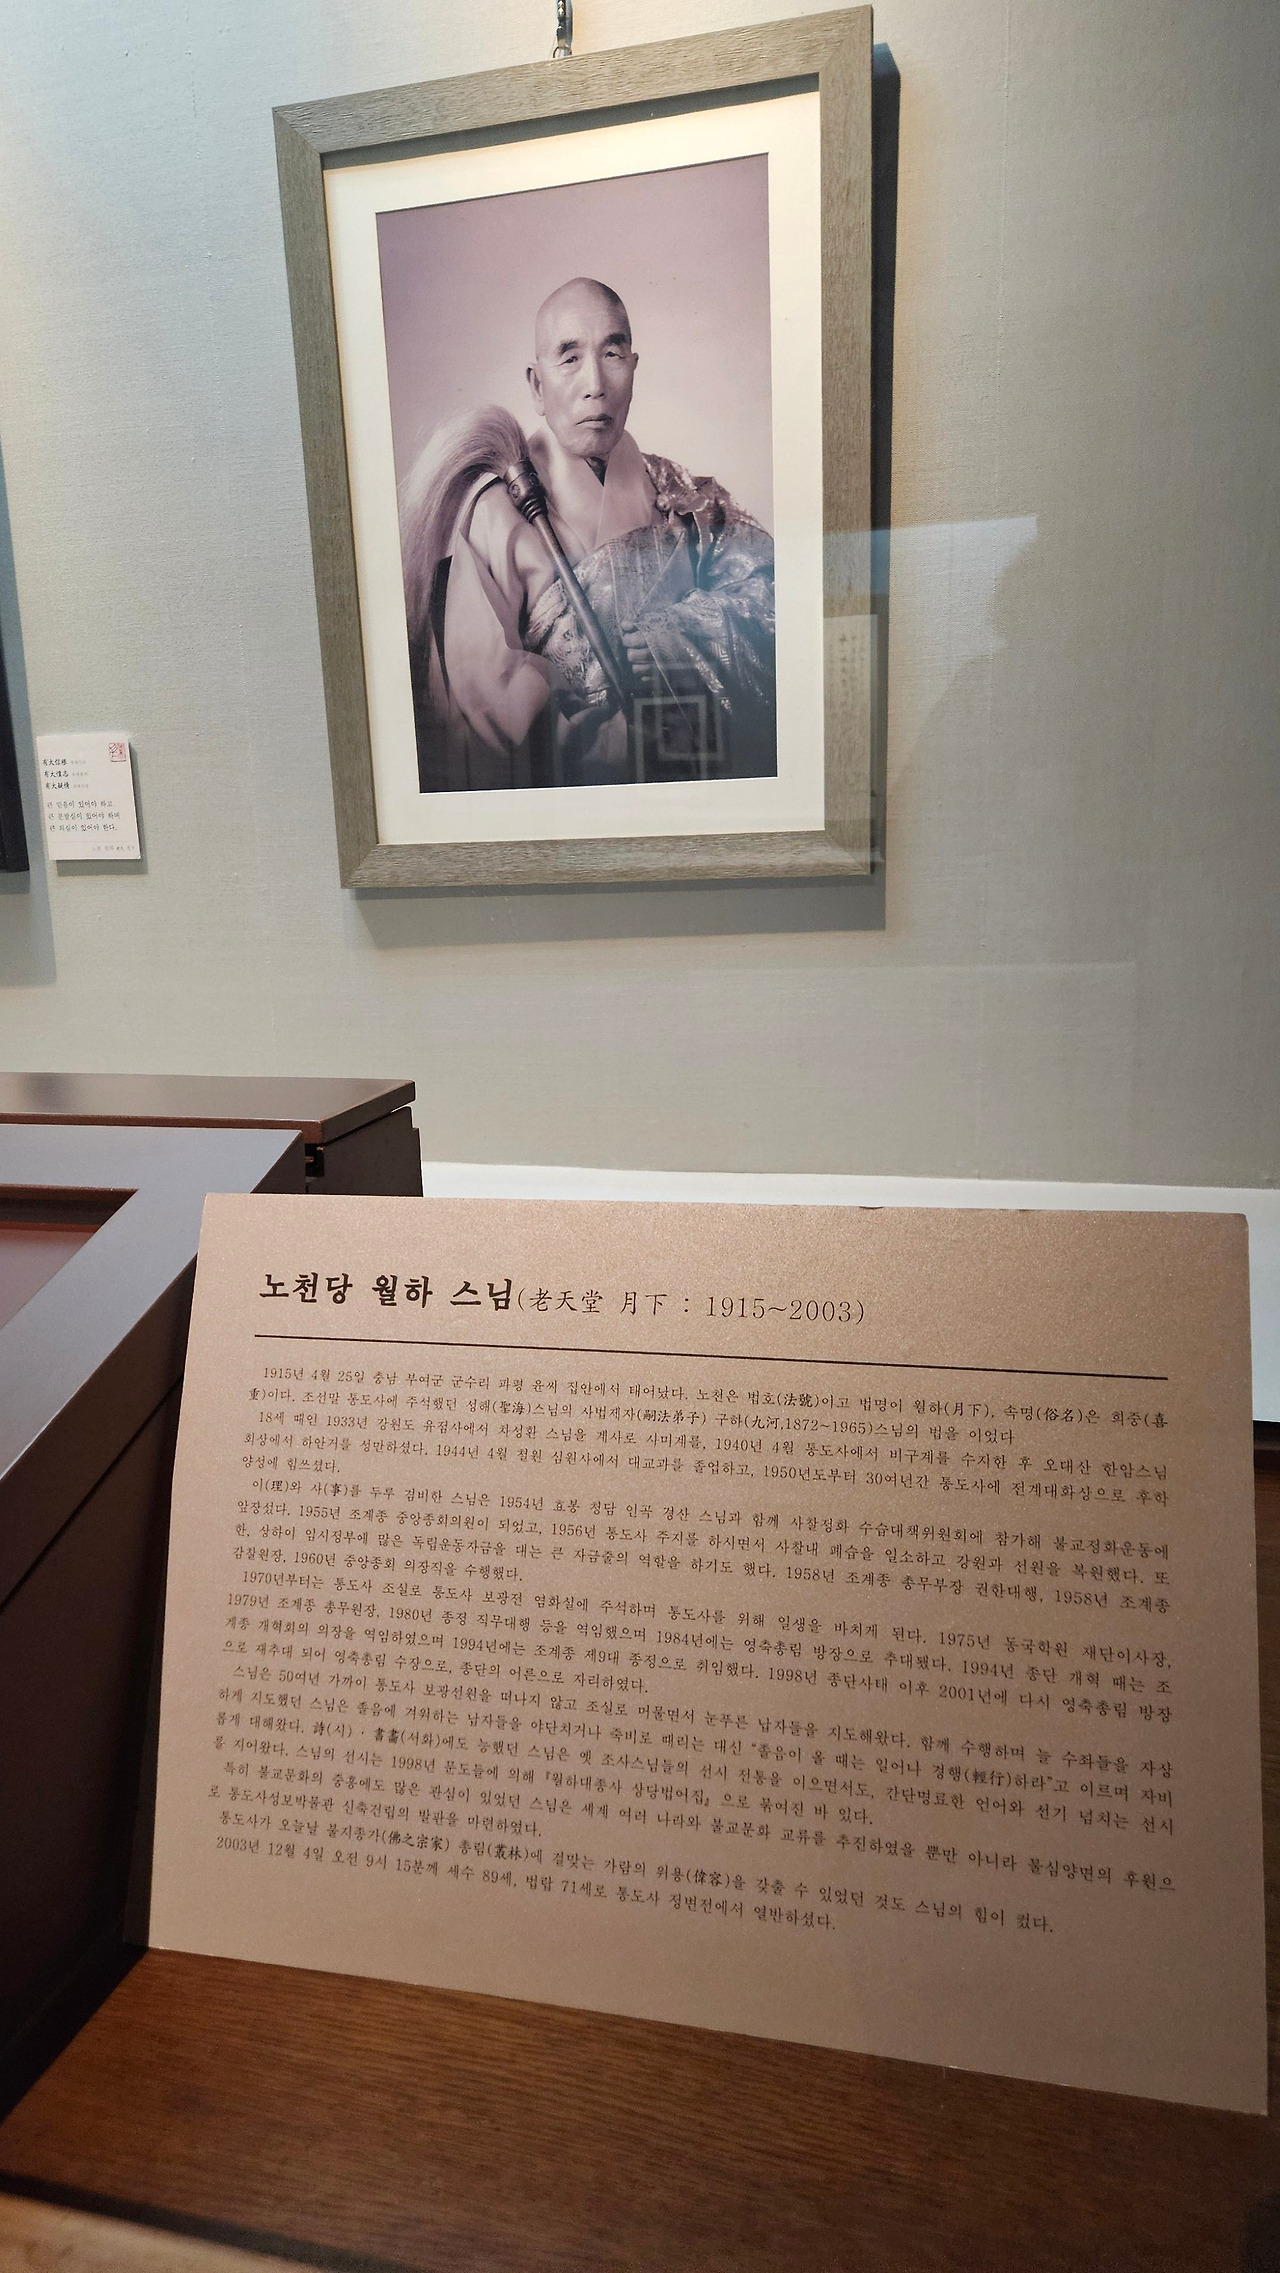 有大信根
有大憤志
有大疑情
큰 믿음이 있어야 하고
큰 분발심이 있어야 하며
큰 의심이 있어야 한다.
노천당 월하 스님(老天堂 月下 : 1915~2003)
1915년 4월 25일 충남 부여군 군수리 파평 윤씨 집안에서 태어났다. 노천은 법호(法號)이고 법명이 월하(月下), 속명(俗名)은 희중(喜
重)이다. 조선말 통도사에 주석했던 성해(聖海)스님의 사법제자(嗣法弟子) 구하(九河,1872~1965)스님의 법을 이었다
18세 때인 1933년 강원도 유점사에서 차성환 스님을 계사로 사미계를, 1940년 4월 통도사에서 비구계를 수지한 후 오대산 한암스님
회상에서 하안거를 성만하셨다. 1944년 4월 철원 심원사에서 대교과를 졸업하고, 1950년도부터 30여년간 통도사에 전계대화상으로 후학
양성에 힘쓰셨다.
이(理)와 사(事)를 두루 겸비한 스님은 1954년 효봉 청담 인곡 경산 스님과 함께 사찰정화 수습대책위원회에 참가해 불교정화운동에
앞장섰다. 1955년 조계종 중앙종회의원이 되었고, 1956년 통도사 주지를 하시면서 사찰내 폐습을 일소하고 강원과 선원을 복원했다. 또
한, 상하이 임시정부에 많은 독립운동자금을 대는 큰 자금줄의 역할을 하기도 했다. 1958년 조계종 총무부장 권한대행, 1958년 조계종
감찰원장, 1960년 중앙종회 의장직을 수행했다.
1970년부터는 통도사 조실로 통도사 보광전 염화실에 주석하며 통도사를 위해 일생을 바치게 된다. 1975년 동국학원 재단이사장,
1979년 조계종 총무원장, 1980년 종정 직무대행 등을 역임했으며 1984년에는 영축총림 방장으로 추대됐다. 1994년 종단 개혁 때는 조
계종 개혁회의 의장을 역임하였으며 1994년에는 조계종 제9대 종정으로 취임했다. 1998년 종단사태 이후 2001년에 다시 영축총림 방장
으로 재추대 되어 영축총림 수장으로, 종단의 어른으로 자리하였다.
스님은 50여년 가까이 통도사 보광선원을 떠나지 않고 조실로 머물면서 눈푸른 납자들을 지도해왔다. 함께 수행하며 늘 수좌들을 자상
하게 지도했던 스님은 졸음에 겨워하는 납자들을 야단치거나 죽비로 때리는 대신 "졸음이 올 때는 일어나 경행(輕行)하라"고 이르며 자비
롭게 대해왔다. 詩(시) · 書畵(서화)에도 능했던 스님은 옛 조사스님들의 선시 전통을 이으면서도, 간단명료한 언어와 선기 넘치는 선시
를 지어왔다. 스님의 선시는 1998년 문도들에 의해 『월하대종사 상당법어집』으로 묶여진 바 있다.
특히 불교문화의 중흥에도 많은 관심이 있었던 스님은 세계 여러 나라와 불교문화 교류를 추진하였을 뿐만 아니라 물심양면의 후원으
로 통도사성보박물관 신축건립의 발판을 마련하였다.
통도사가 오늘날 불지종가(佛之宗家) 총림(叢林)에 걸맞는 가람의 위용(偉容)을 갖출 수 있었던 것도 스님의 힘이 컸다.
2003년 12월 4일 오전 9시 15분께 세수 89세, 법랍 71세로 통도사 정변전에서 열반하셨다.